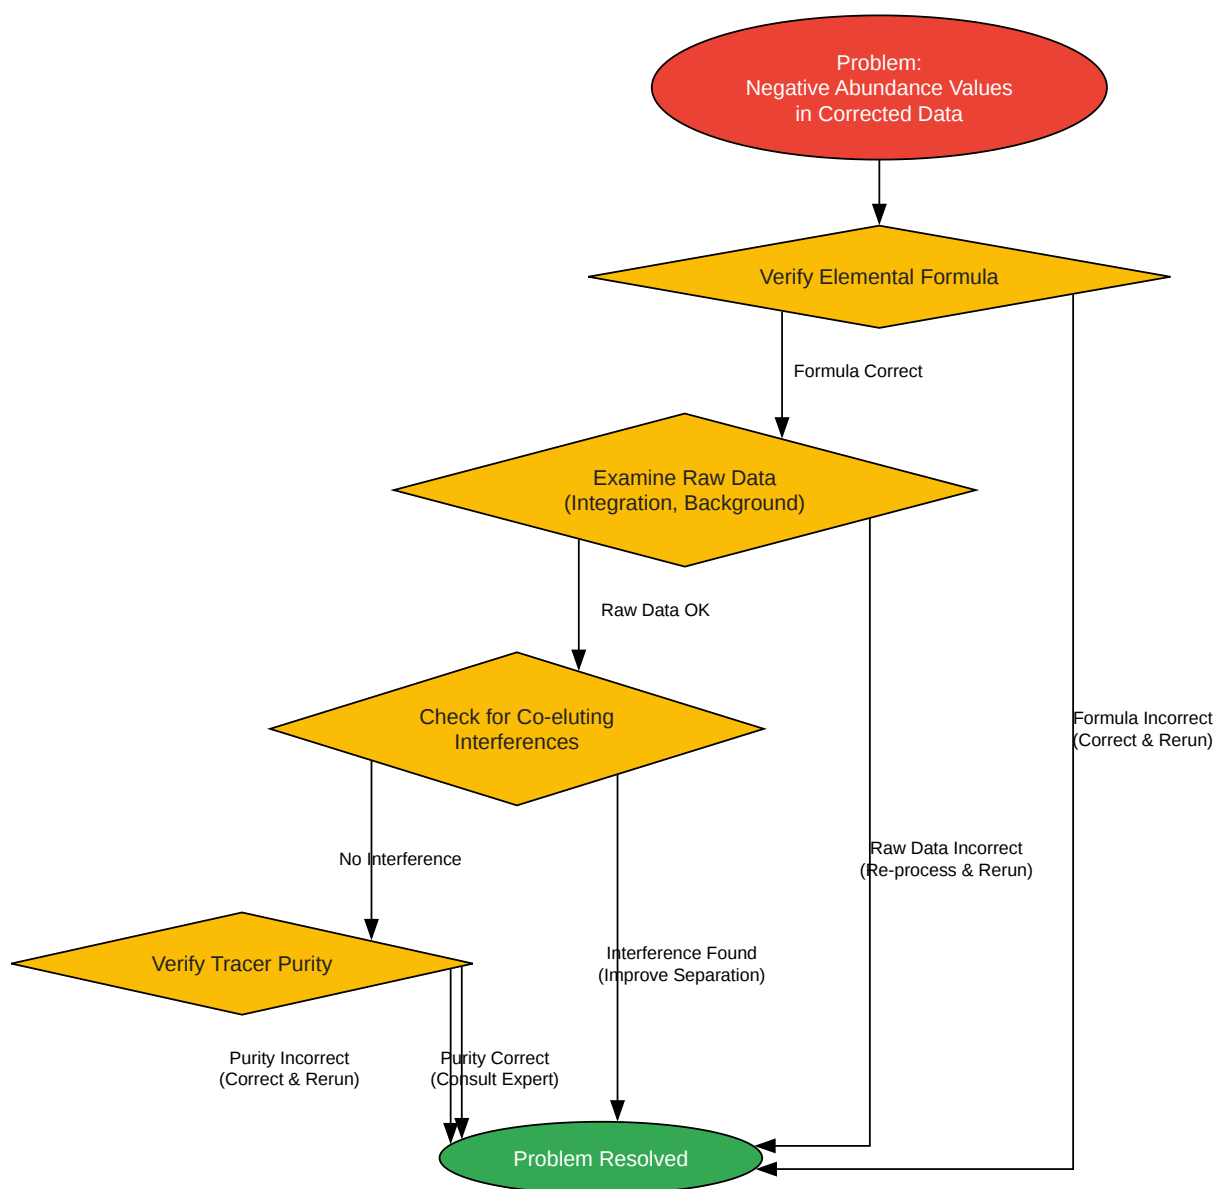 Problem:
Negative Abundance Values
in Corrected Data
Verify Elemental Formula
Formula Correct
Examine Raw Data
(Integration, Background)
Raw Data OK
Check for Co-eluting
Interferences
Formula Incorrect
(Correct & Rerun)
Raw Data Incorrect
(Re-process & Rerun)
No Interference
Interference Found
(Improve Separation)
Verify Tracer Purity
Purity Incorrect
(Correct & Rerun)
Purity Correct
(Consult Expert)
Problem Resolved